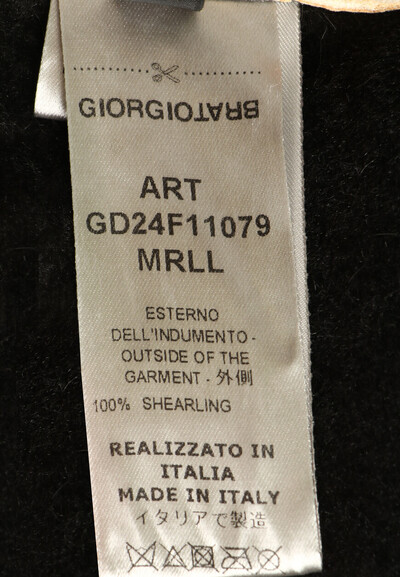 GIORGIOBRATO
ART
GD24F11079
MRLL
ESTERNO
DELL'INDUMENTO -
OUTSIDE OF THE
GARMENT - 外側
100% SHEARLING
REALIZZATO IN
ITALIA
MADE IN ITALY
イタリアで製造